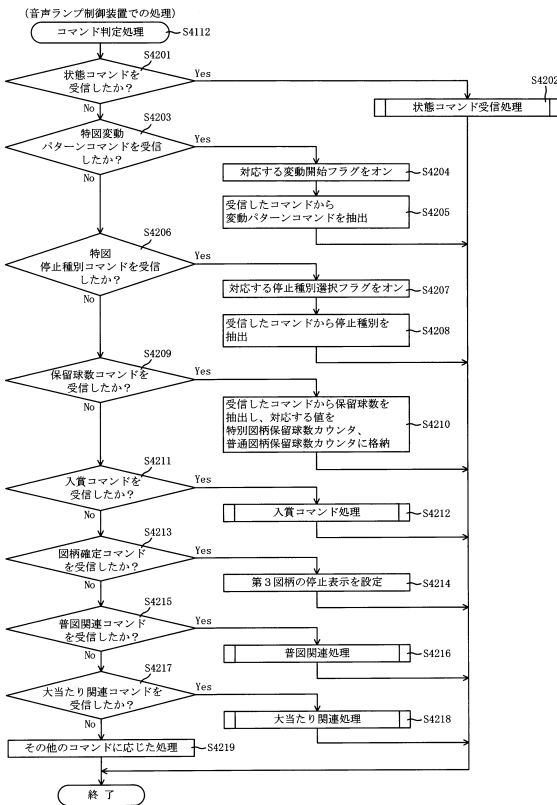 (音声ランプ制御装置での処理)
コマンド判定処理
S4112
S4201
状態コマンドを
受信したか？
Yes
No
S4202
状態コマンド受信処理
S4203
特図変動
パターンコマンドを受信
したか？
Yes
No
対応する変動開始フラグをオン
S4204
受信したコマンドから
変動パターンコマンドを抽出
S4205
S4206
特図
停止種別コマンドを受信
したか？
Yes
No
対応する停止種別選択フラグをオン
S4207
受信したコマンドから停止種別を
抽出
S4208
S4209
保留球数コマンドを
受信したか？
Yes
No
受信したコマンドから保留球数を
抽出し、対応する値を
特別図柄保留球数カウンタ、
普通図柄保留球数カウンタに格納
S4210
S4211
入賞コマンドを
受信したか？
Yes
No
入賞コマンド処理
S4212
S4213
図柄確定コマンド
を受信したか？
Yes
No
第３図柄の停止表示を設定
S4214
S4215
普図関連コマンド
を受信したか？
Yes
No
普図関連処理
S4216
S4217
大当たり関連コマンドを
受信したか？
Yes
No
大当たり関連処理
S4218
その他のコマンドに応じた処理
S4219
終了